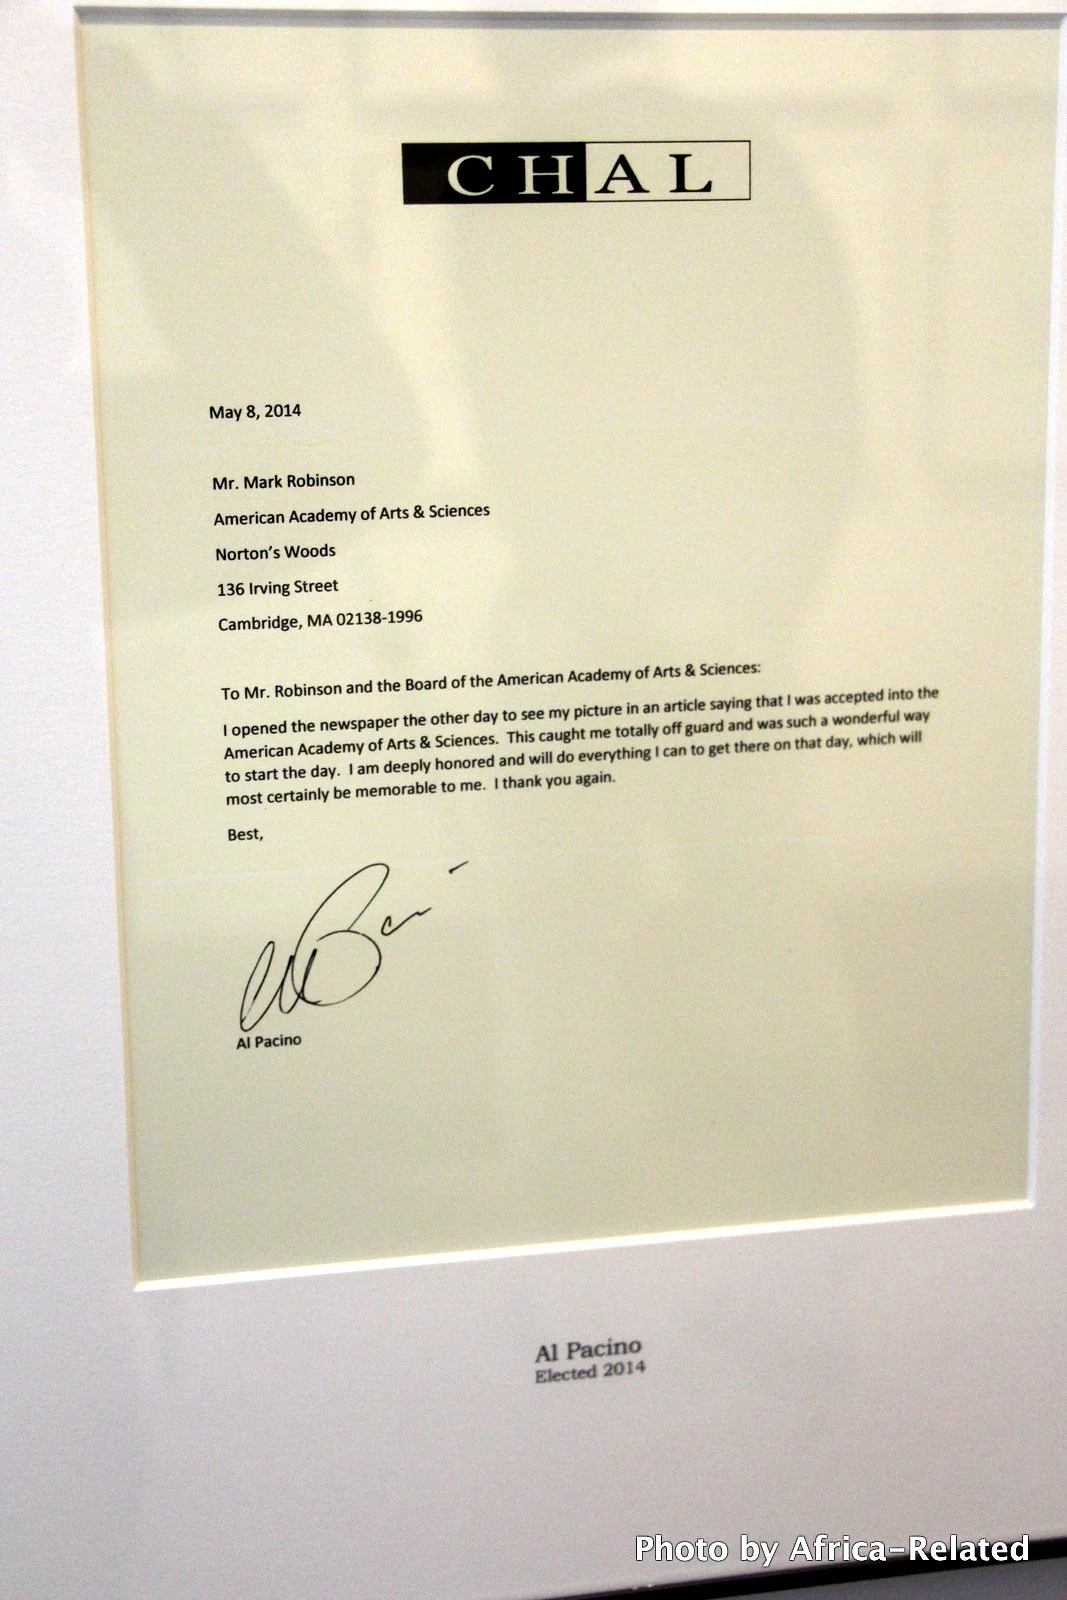 CHAL
May 8, 2014
Mr. Mark Robinson
American Academy of Arts & Sciences
Norton's Woods
136 Irving Street
Cambridge, MA 02138-1996
To Mr. Robinson and the Board of the American Academy of Arts & Sciences:
I opened the newspaper the other day to see my picture in an article saying that I was accepted into the
American Academy of Arts & Sciences. This caught me totally off guard and was such a wonderful way
to start the day. I am deeply honored and will do everything I can to get there on that day, which will
most certainly be memorable to me. I thank you again.
Best,
Al Pacino
Al Pacino
Elected 2014
Photo by Africa-Related